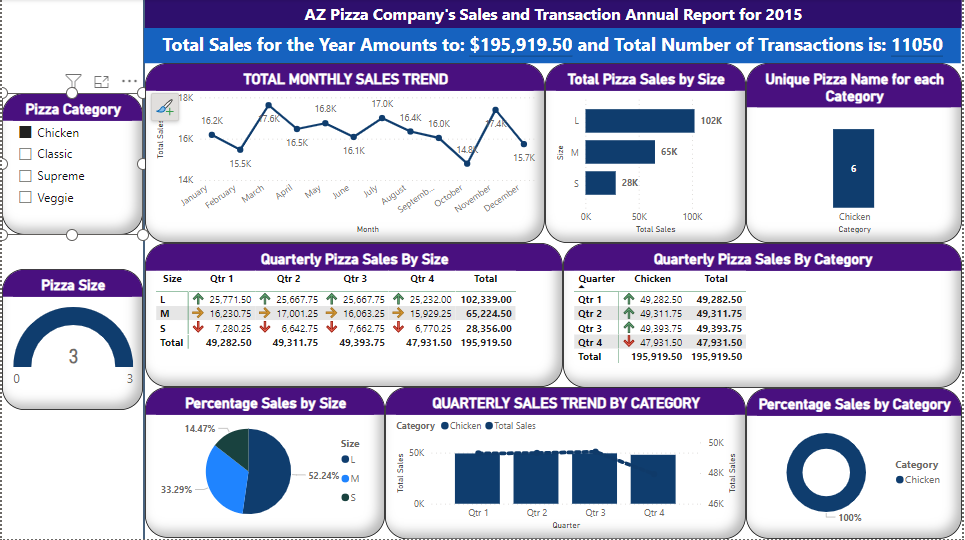 AZ Pizza Company's Sales and Transaction Annual Report for 2015
Total Sales for the Year Amounts to: $195,919.50 and Total Number of Transactions is: 11050
Pizza Category
Chicken
Classic
Supreme
Veggie
Pizza Size
3
0 3
TOTAL MONTHLY SALES TREND
Total Sales
18K
16K
14K
16.2K 15.5K 17.6K 16.5K 16.8K 16.1K 17.0K 16.4K 16.0K 14.8K 17.4K 15.7K
January February March April May June July August Septemb... October November December
Month
Total Pizza Sales by Size
Size
L 102K
M 65K
S 28K
0K 50K 100K
Total Sales
Unique Pizza Name for each
Category
6
Chicken
Category
Quarterly Pizza Sales By Size
Size Qtr 1 Qtr 2 Qtr 3 Qtr 4 Total
L 25,771.50 25,667.75 25,667.75 25,232.00 102,339.00
M 16,230.75 17,001.25 16,063.25 15,929.25 65,224.50
S 7,280.25 6,642.75 7,662.75 6,770.25 28,356.00
Total 49,282.50 49,311.75 49,393.75 47,931.50 195,919.50
Quarterly Pizza Sales By Category
Quarter Chicken Total
Qtr 1 49,282.50 49,282.50
Qtr 2 49,311.75 49,311.75
Qtr 3 49,393.75 49,393.75
Qtr 4 47,931.50 47,931.50
Total 195,919.50 195,919.50
Percentage Sales by Size
14.47%
33.29%
52.24%
Size
L
M
S
QUARTERLY SALES TREND BY CATEGORY
Category Chicken Total Sales
Total Sales
50K
0K
Qtr 1 Qtr 2 Qtr 3 Qtr 4
Quarter
50K
48K
46K
Total Sales
Percentage Sales by Category
100%
Category
Chicken